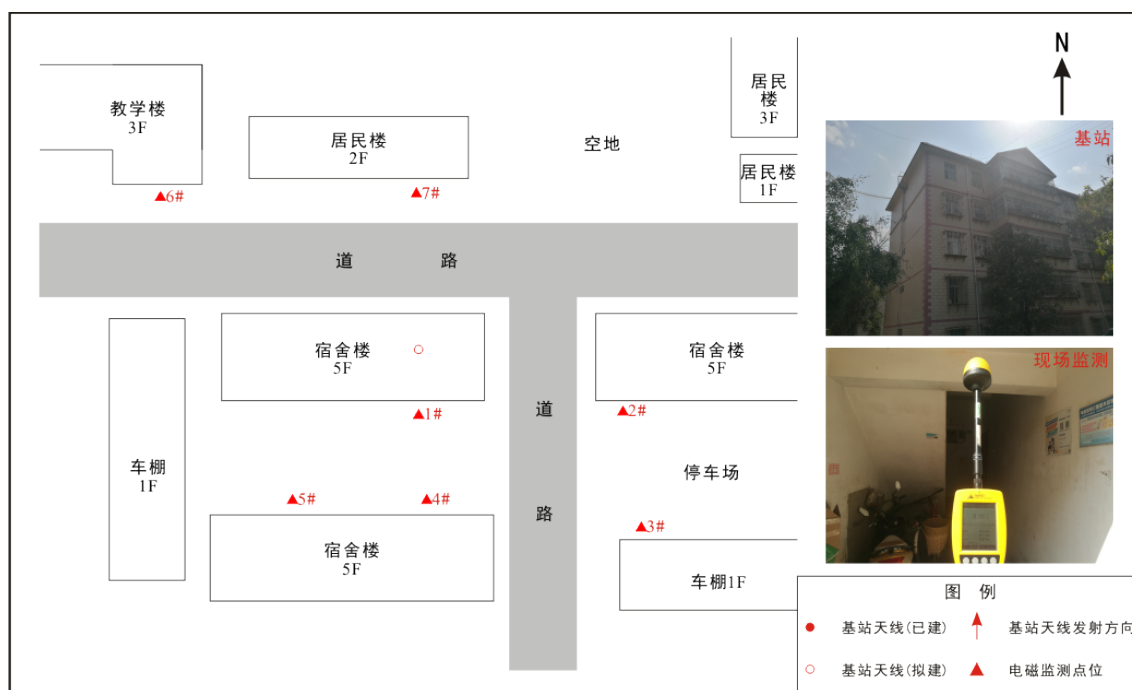 N
教学楼
3F
居民楼
2F
空地
居民
楼
3F
居民楼
1F
基站
▲6#
▲7#
道 路
宿舍楼
5F
宿舍楼
5F
现场监测
▲1#
▲2#
道
路
车棚
1F
停车场
▲5#
▲4#
▲3#
宿舍楼
5F
车棚1F
图 例
基站天线(已建)
基站天线发射方向
基站天线(拟建)
电磁监测点位